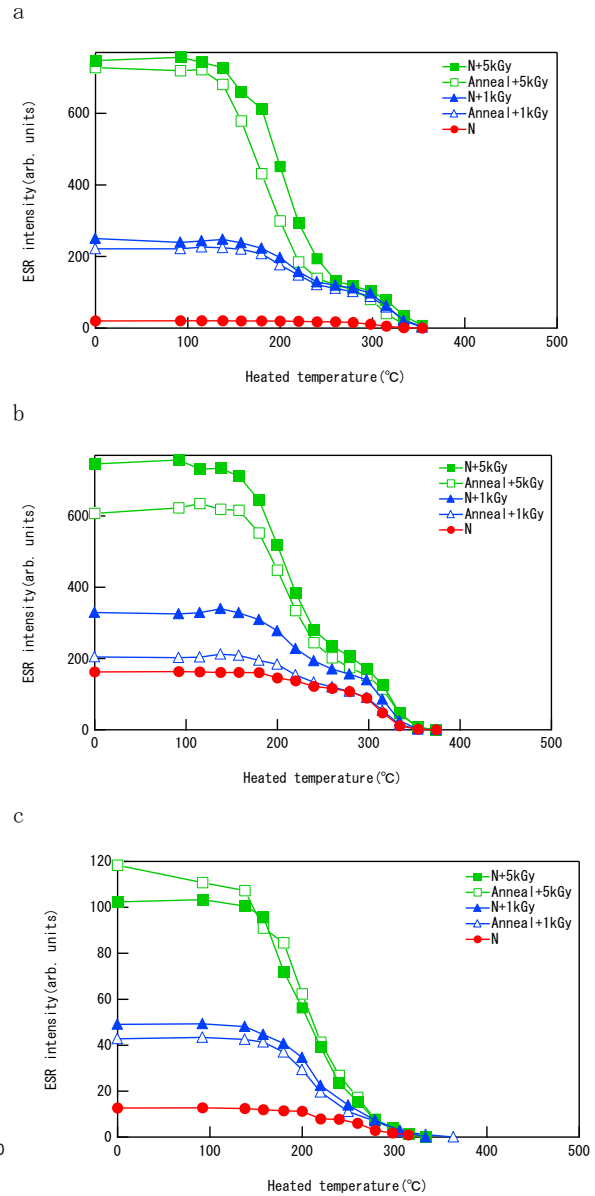 a
N+5kGy
Anneal+5kGy
N+1kGy
Anneal+1kGy
N
600
400
200
0
ESR intensity(arb. units)
0 100 200 300 400 500
Heated temperature(℃)
b
N+5kGy
Anneal+5kGy
N+1kGy
Anneal+1kGy
N
600
400
200
0
ESR intensity(arb. units)
0 100 200 300 400 500
Heated temperature(℃)
c
N+5kGy
Anneal+5kGy
N+1kGy
Anneal+1kGy
N
120
100
80
60
40
20
0
ESR intensity(arb. units)
0 100 200 300 400 500
Heated temperature(℃)
0